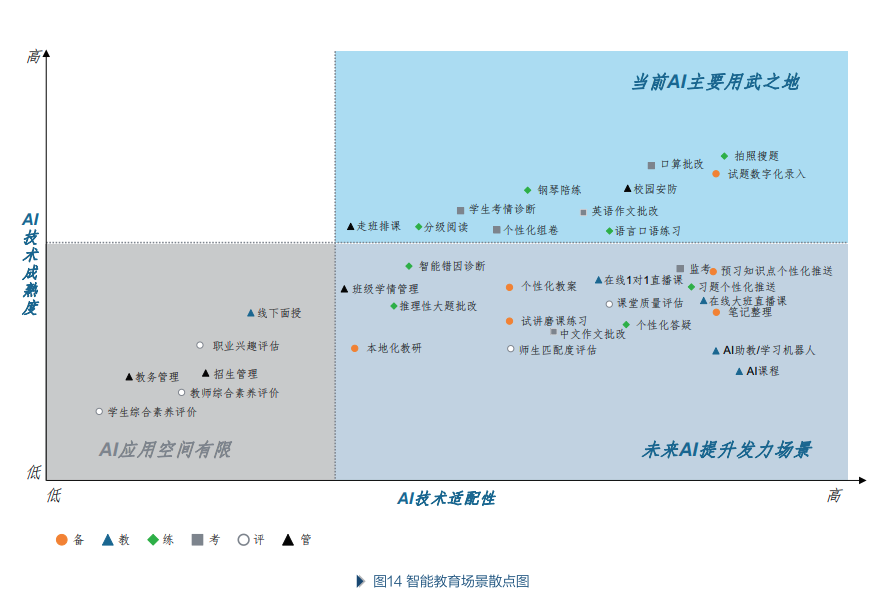 高
当前AI主要用武之地
拍照搜题
口算批改
试题数字化录入
钢琴陪练
校园安防
学生考情诊断
英语作文批改
走班排课
分级阅读
个性化组卷
语言口语练习
AI技术成熟度
智能错因诊断
监考
预习知识点个性化推送
班级学情管理
个性化教案
在线1对1直播课
习题个性化推送
推理性大题批改
课堂质量评估
在线大班直播课
线下面授
试讲磨课练习
个性化答疑
笔记整理
中文作文批改
职业兴趣评估
本地化教研
师生匹配度评估
AI助教/学习机器人
教务管理
招生管理
AI课程
教师综合素养评价
学生综合素养评价
AI应用空间有限
未来AI提升发力场景
低
低
AI技术适配性
高
备 教 练 考 评 管
图14 智能教育场景散点图